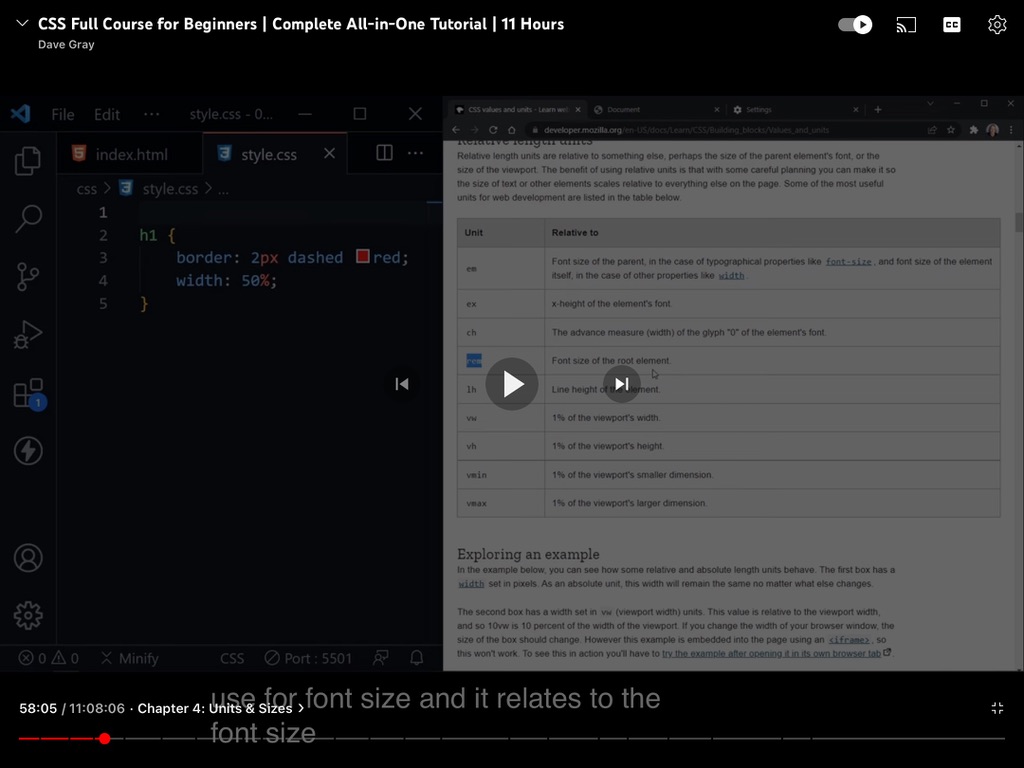 CSS Full Course for Beginners | Complete All-in-One Tutorial | 11 Hours
Dave Gray
CC
File Edit ··· style.css - 0...
index.html
style.css
css > style.css > ...
1
2 h1 {
3 border: 2px dashed red;
4 width: 50%;
5 }
1
0 0 Minify CSS Port : 5501
CSS values and units - Learn we
Document
Settings
developer.mozilla.org/en-US/docs/Learn/CSS/Building_blocks/Values_and_units
Relative length units
Relative length units are relative to something else, perhaps the size of the parent element's font, or the
size of the viewport. The benefit of using relative units is that with some careful planning you can make it so
the size of text or other elements scales relative to everything else on the page. Some of the most useful
units for web development are listed in the table below.
Unit Relative to
em Font size of the parent, in the case of typographical properties like font-size, and font size of the element
itself, in the case of other properties like width.
ex x-height of the element's font.
ch The advance measure (width) of the glyph "0" of the element's font.
rem Font size of the root element.
lh Line height of the element.
vw 1% of the viewport's width.
vh 1% of the viewport's height.
vmin 1% of the viewport's smaller dimension.
vmax 1% of the viewport's larger dimension.
Exploring an example
In the example below, you can see how some relative and absolute length units behave. The first box has a
width set in pixels. As an absolute unit, this width will remain the same no matter what else changes.
The second box has a width set in vw (viewport width) units. This value is relative to the viewport width,
and so 10vw is 10 percent of the width of the viewport. If you change the width of your browser window, the
size of the box should change. However this example is embedded into the page using an <iframe>, so
this won't work. To see this in action you'll have to try the example after opening it in its own browser tab.
use for font size and it relates to the
font size
58:05 / 11:08:06 · Chapter 4: Units & Sizes >